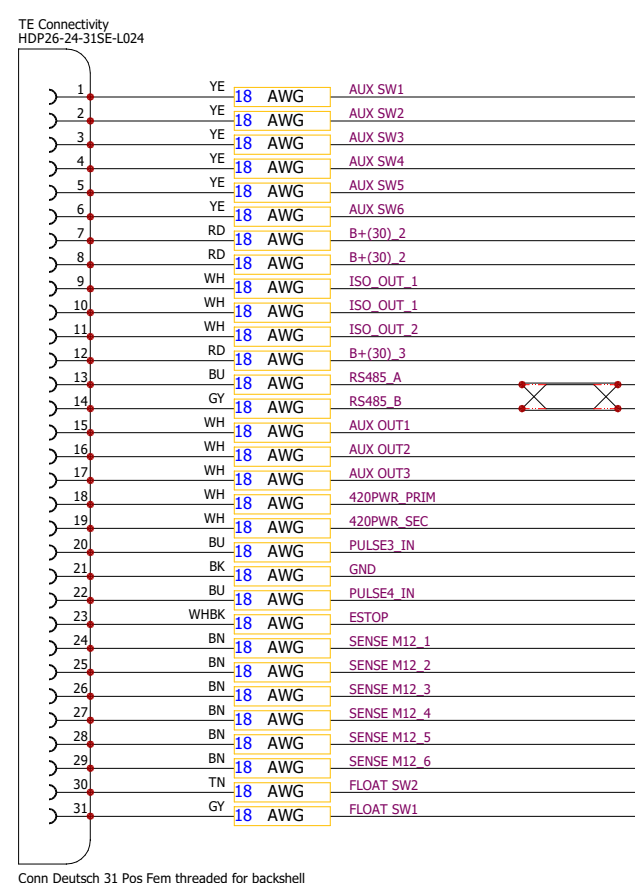 TE Connectivity
HDP26-24-31SE-L024
1 YE 18 AWG AUX SW1
2 YE 18 AWG AUX SW2
3 YE 18 AWG AUX SW3
4 YE 18 AWG AUX SW4
5 YE 18 AWG AUX SW5
6 YE 18 AWG AUX SW6
7 RD 18 AWG B+(30)_2
8 RD 18 AWG B+(30)_2
9 WH 18 AWG ISO_OUT_1
10 WH 18 AWG ISO_OUT_1
11 WH 18 AWG ISO_OUT_2
12 RD 18 AWG B+(30)_3
13 BU 18 AWG RS485_A
14 GY 18 AWG RS485_B
15 WH 18 AWG AUX OUT1
16 WH 18 AWG AUX OUT2
17 WH 18 AWG AUX OUT3
18 WH 18 AWG 420PWR_PRIM
19 WH 18 AWG 420PWR_SEC
20 BU 18 AWG PULSE3_IN
21 BK 18 AWG GND
22 BU 18 AWG PULSE4_IN
23 WHBK 18 AWG ESTOP
24 BN 18 AWG SENSE M12_1
25 BN 18 AWG SENSE M12_2
26 BN 18 AWG SENSE M12_3
27 BN 18 AWG SENSE M12_4
28 BN 18 AWG SENSE M12_5
29 BN 18 AWG SENSE M12_6
30 TN 18 AWG FLOAT SW2
31 GY 18 AWG FLOAT SW1
Conn Deutsch 31 Pos Fem threaded for backshell